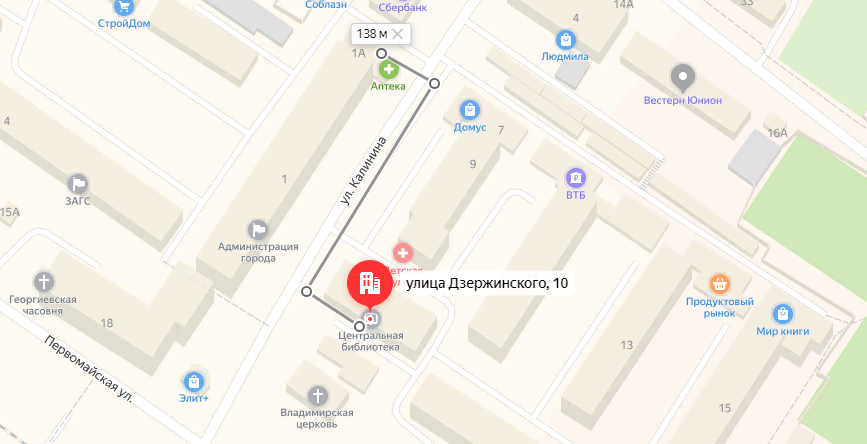 Соблазн
Сбербанк
СтройДом
138 м
4
14
1А
Аптека
Людмила
14А
Вестерн Юнион
Домус
7
16А
4
ул. Калинина
9
1
ЗАГС
ВТБ
15А
Администрация
города
Детская
улица Дзержинского, 10
Георгиевская
часовня
18
Продуктовый
рынок
Центральная
библиотека
Мир книги
13
Первомайская ул.
Элит+
Владимирская
церковь
15